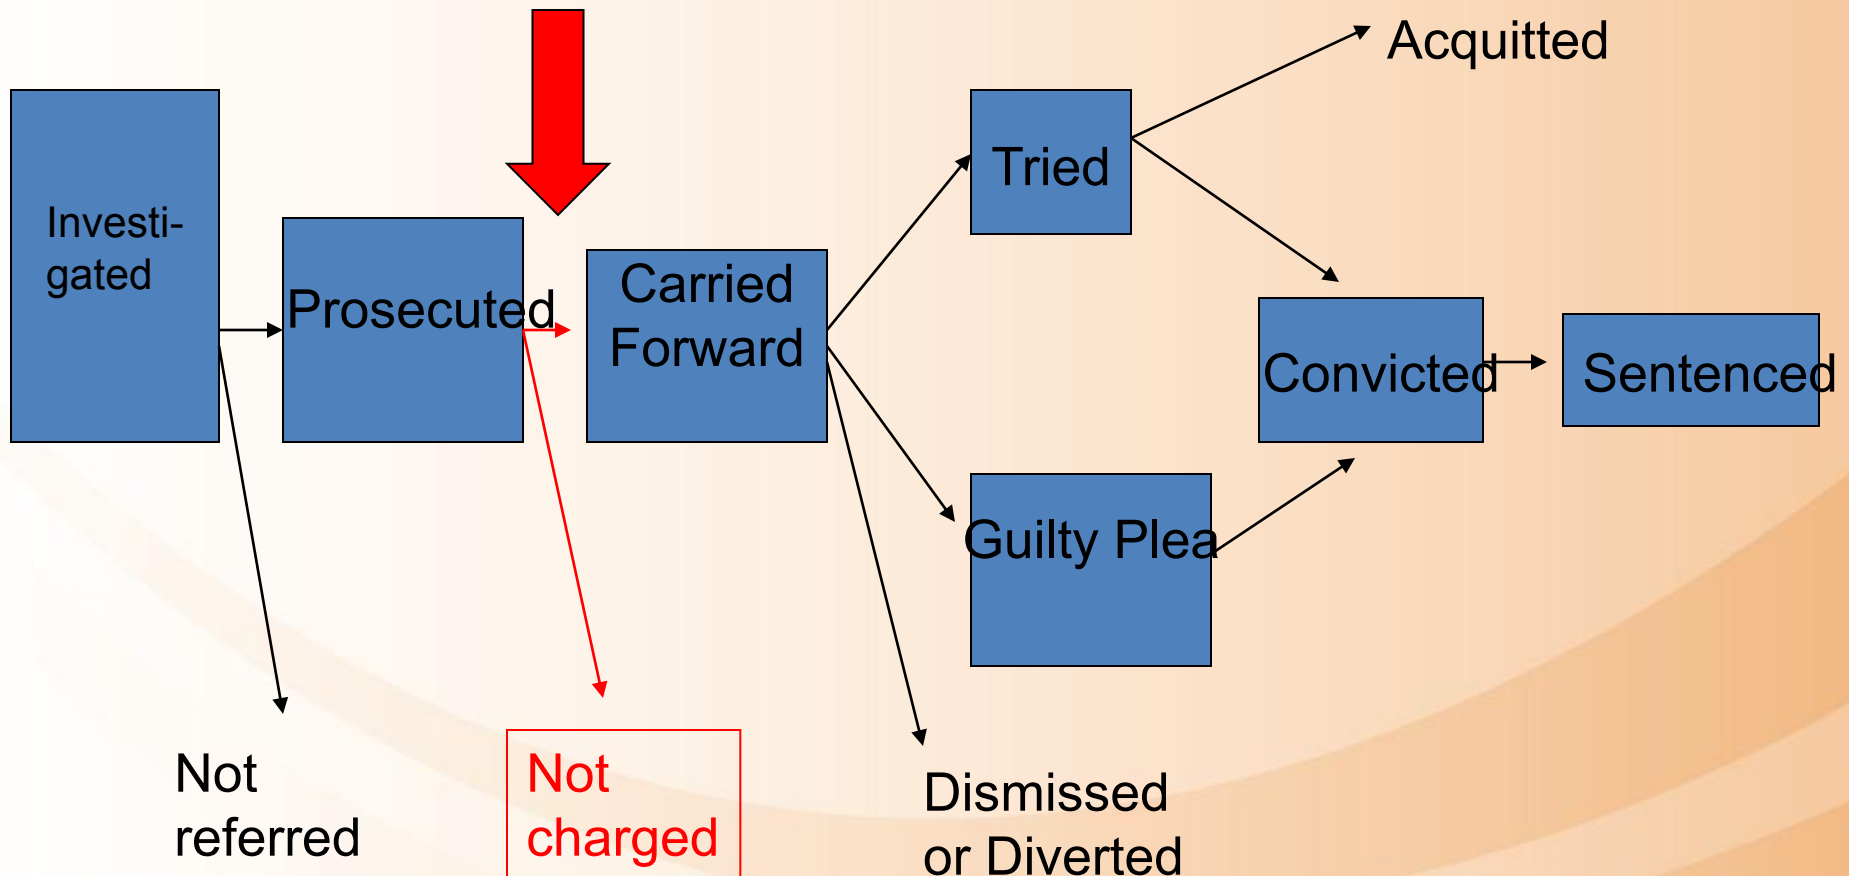 Acquitted
Investi-
gated
Tried
Prosecuted
Carried
Forward
Convicted
Sentenced
Guilty Plea
Not
referred
Not
charged
Dismissed
or Diverted